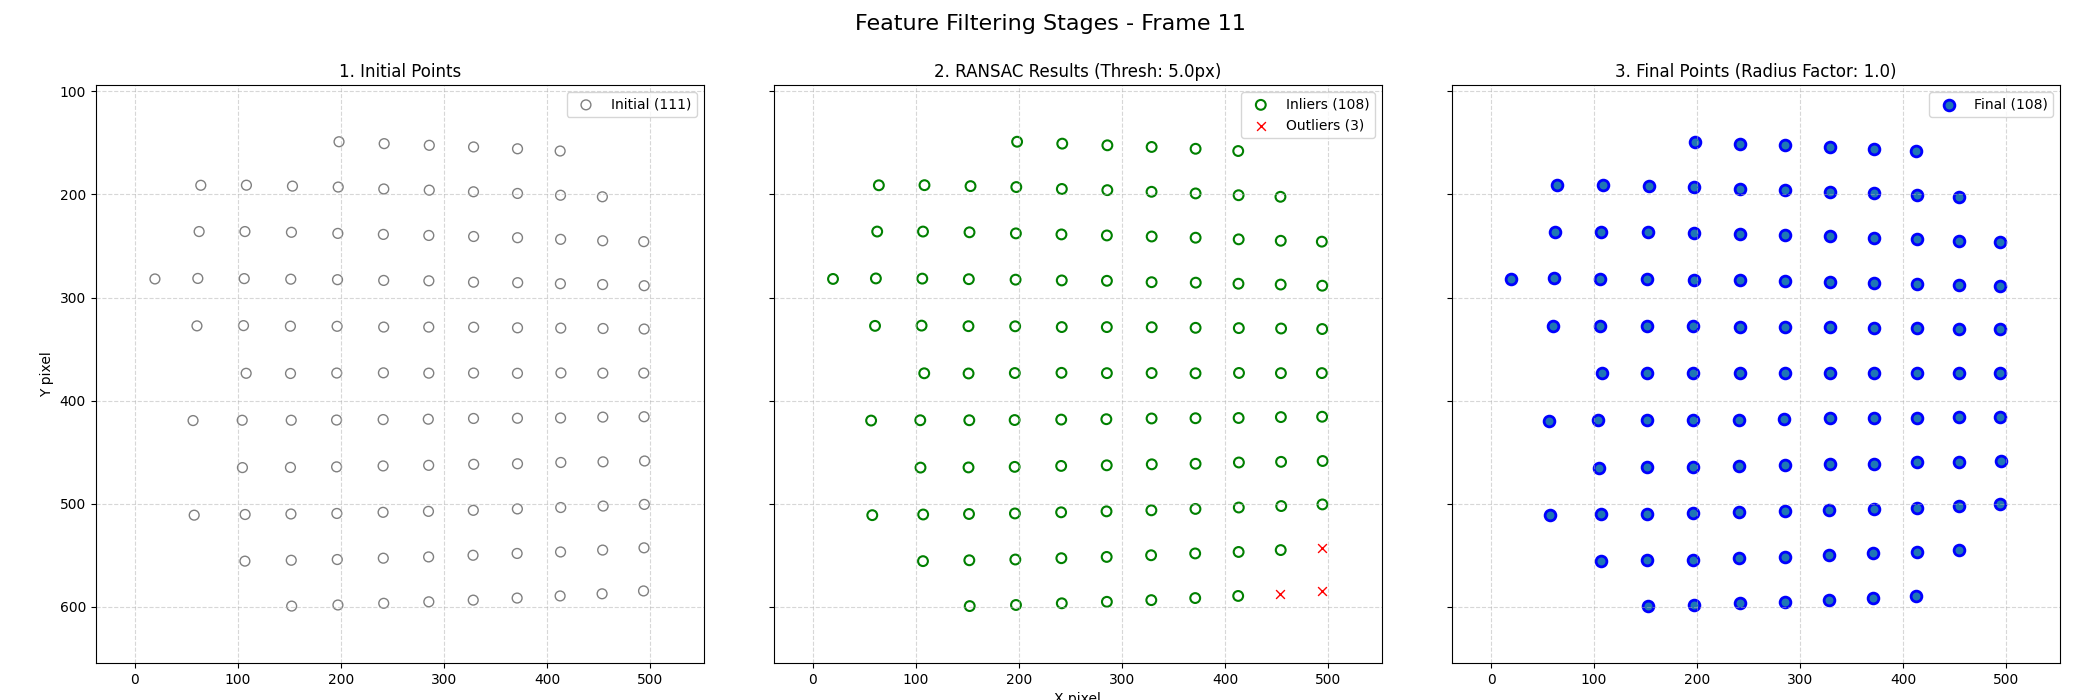 Feature Filtering Stages - Frame 11
1. Initial Points
Initial (111)
100
200
300
400
500
600
Y pixel
0 100 200 300 400 500
2. RANSAC Results (Thresh: 5.0px)
Inliers (108)
Outliers (3)
0 100 200 300 400 500
X pixel
3. Final Points (Radius Factor: 1.0)
Final (108)
0 100 200 300 400 500